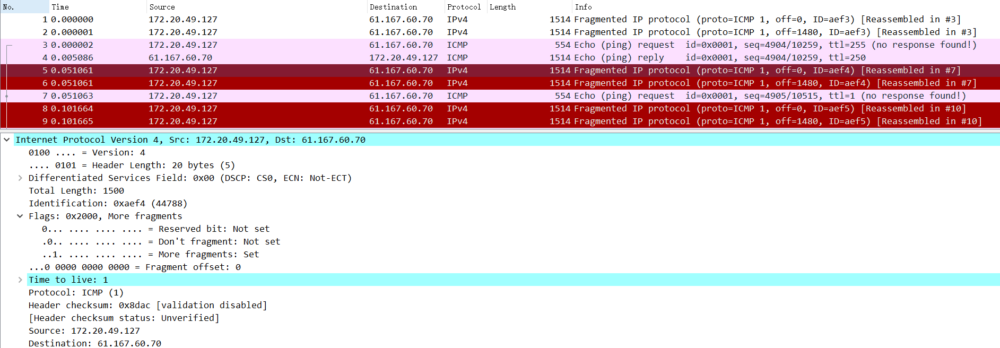 No. Time Source Destination Protocol Length Info
1 0.000000 172.20.49.127 61.167.60.70 IPv4 1514 Fragmented IP protocol (proto=ICMP 1, off=0, ID=aef3) [Reassembled in #3]
2 0.000001 172.20.49.127 61.167.60.70 IPv4 1514 Fragmented IP protocol (proto=ICMP 1, off=1480, ID=aef3) [Reassembled in #3]
3 0.000002 172.20.49.127 61.167.60.70 ICMP 554 Echo (ping) request id=0x0001, seq=4904/10259, ttl=255 (no response found!)
4 0.005086 61.167.60.70 172.20.49.127 ICMP 1514 Echo (ping) reply id=0x0001, seq=4904/10259, ttl=250
5 0.051061 172.20.49.127 61.167.60.70 IPv4 1514 Fragmented IP protocol (proto=ICMP 1, off=0, ID=aef4) [Reassembled in #7]
6 0.051061 172.20.49.127 61.167.60.70 IPv4 1514 Fragmented IP protocol (proto=ICMP 1, off=1480, ID=aef4) [Reassembled in #7]
7 0.051063 172.20.49.127 61.167.60.70 ICMP 554 Echo (ping) request id=0x0001, seq=4905/10515, ttl=1 (no response found!)
8 0.101664 172.20.49.127 61.167.60.70 IPv4 1514 Fragmented IP protocol (proto=ICMP 1, off=0, ID=aef5) [Reassembled in #10]
9 0.101665 172.20.49.127 61.167.60.70 IPv4 1514 Fragmented IP protocol (proto=ICMP 1, off=1480, ID=aef5) [Reassembled in #10]
Internet Protocol Version 4, Src: 172.20.49.127, Dst: 61.167.60.70
0100 .... = Version: 4
.... 0101 = Header Length: 20 bytes (5)
Differentiated Services Field: 0x00 (DSCP: CS0, ECN: Not-ECT)
Total Length: 1500
Identification: 0xaef4 (44788)
Flags: 0x2000, More fragments
0... .... .... .... = Reserved bit: Not set
.0.. .... .... .... = Don't fragment: Not set
..1. .... .... .... = More fragments: Set
...0 0000 0000 0000 = Fragment offset: 0
Time to live: 1
Protocol: ICMP (1)
Header checksum: 0x8dac [validation disabled]
[Header checksum status: Unverified]
Source: 172.20.49.127
Destination: 61.167.60.70